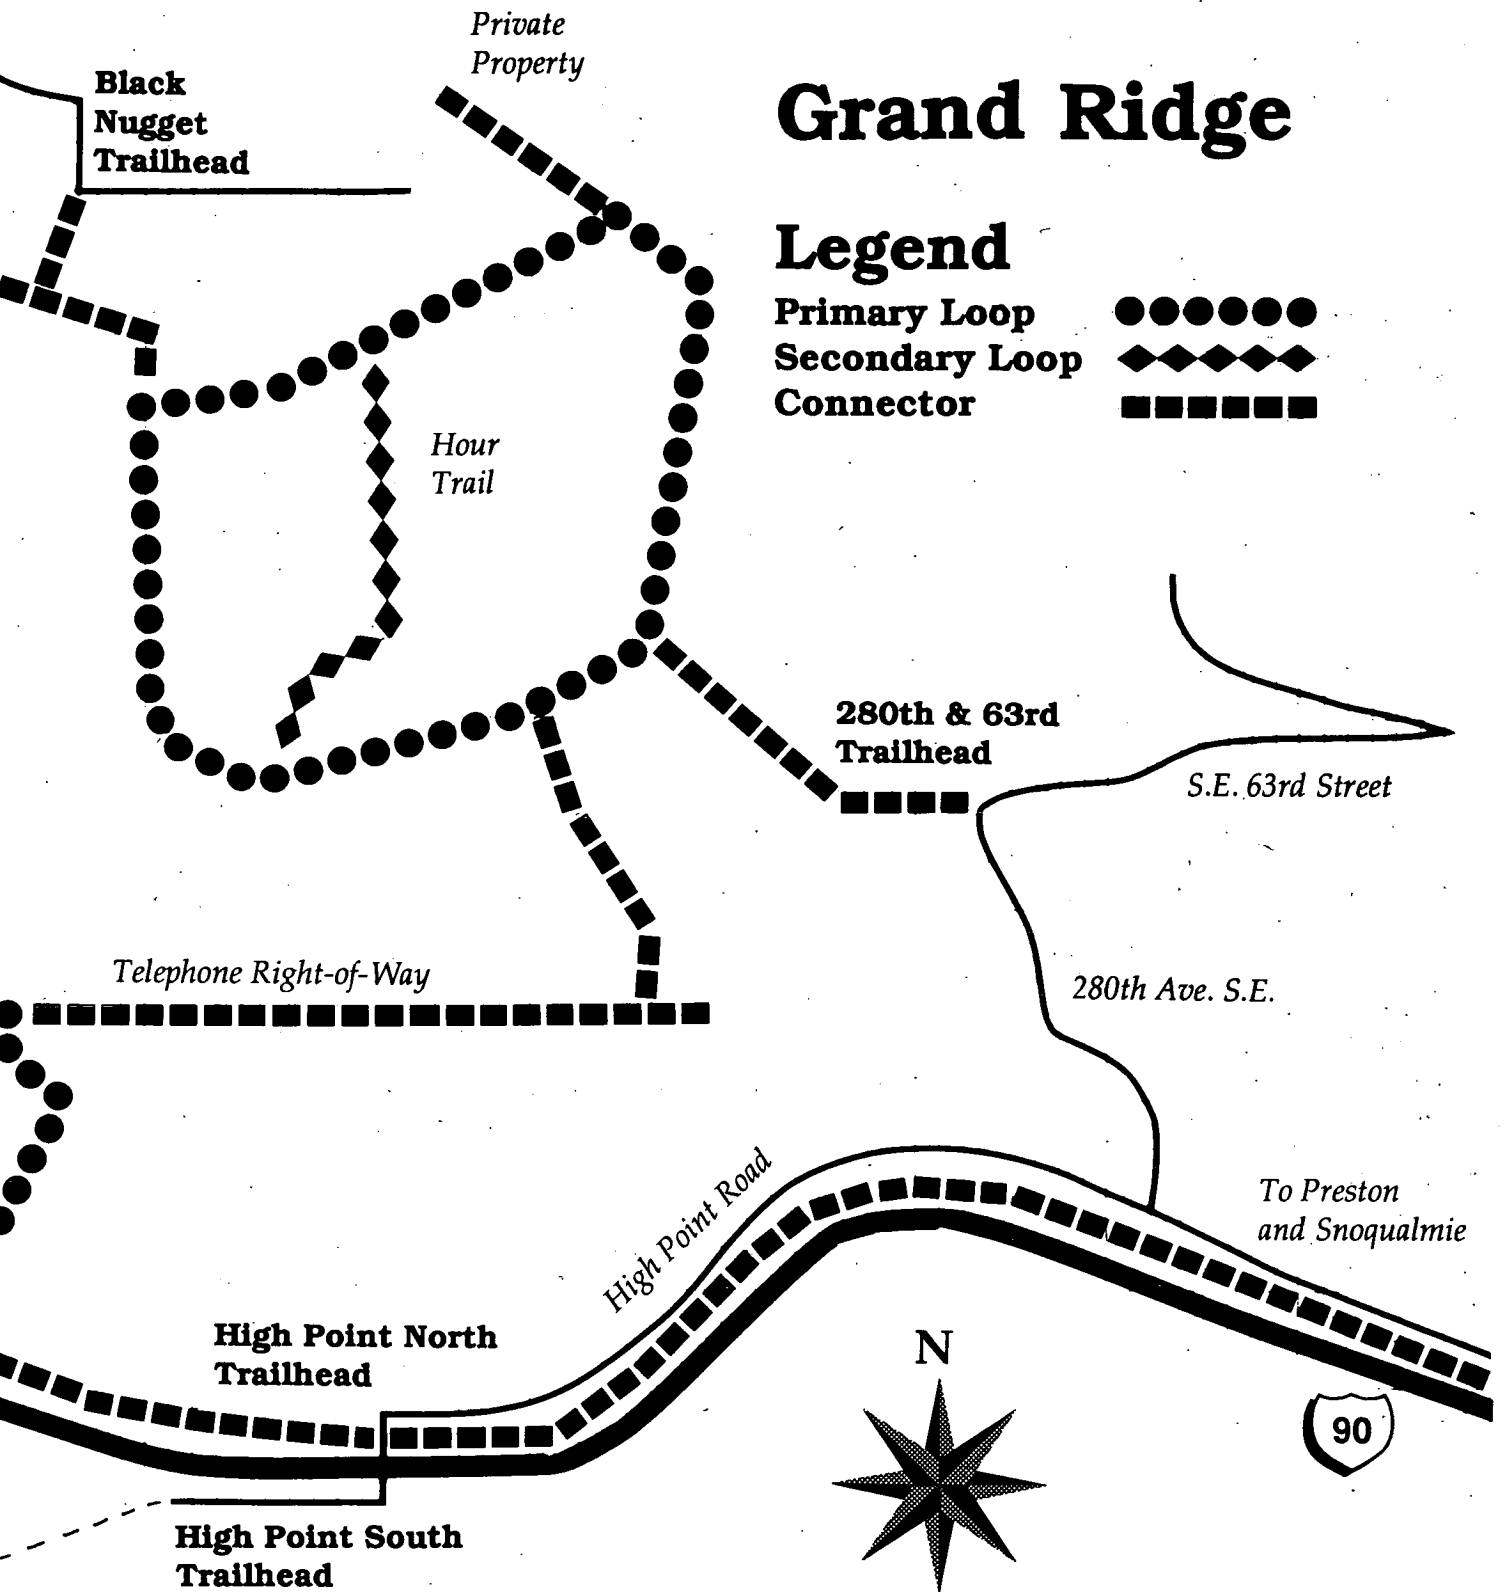 Private
Property
Black
Nugget
Trailhead
Grand Ridge
Legend
Primary Loop
Secondary Loop
Connector
Hour
Trail
280th & 63rd
Trailhead
S.E. 63rd Street
Telephone Right-of-Way
280th Ave. S.E.
High Point Road
To Preston
and Snoqualmie
High Point North
Trailhead
N
90
High Point South
Trailhead